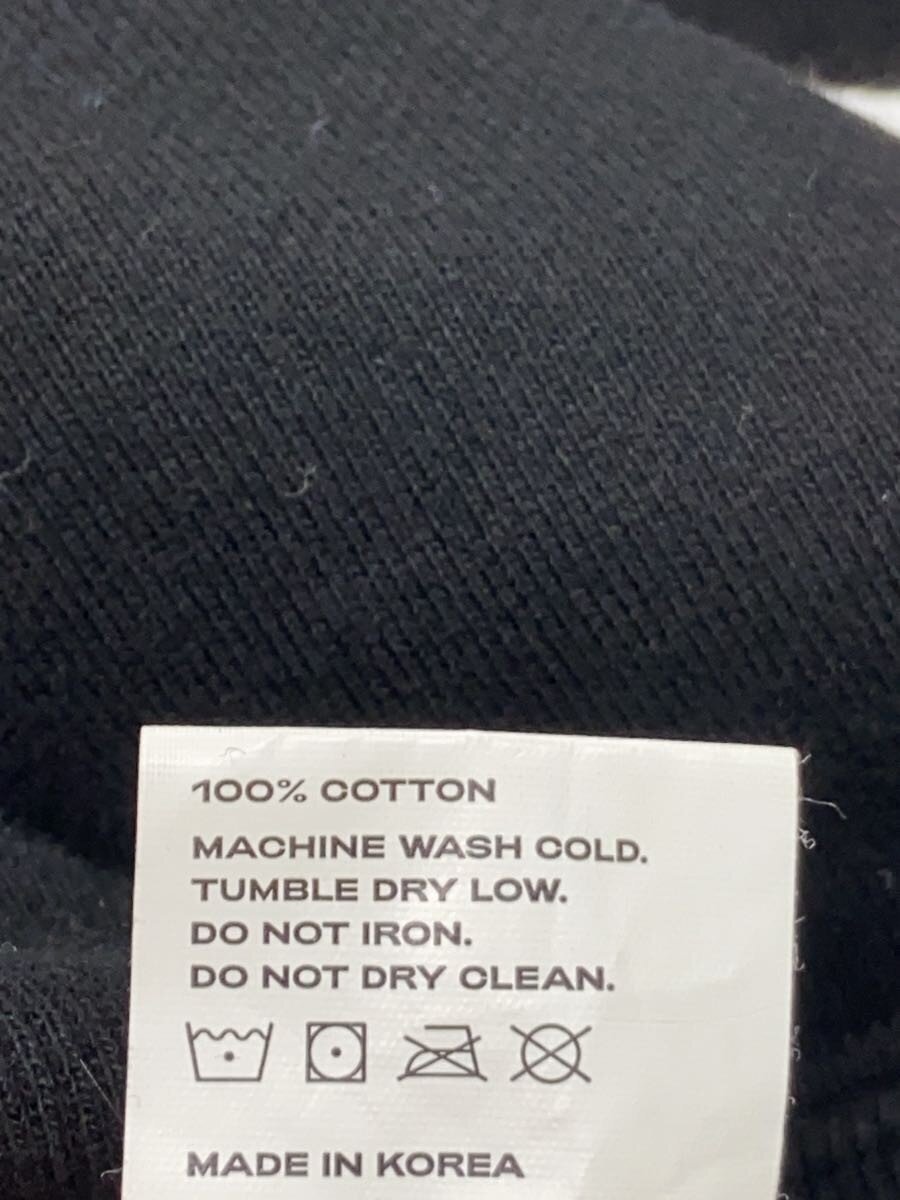 100% COTTON
MACHINE WASH COLD.
TUMBLE DRY LOW.
DO NOT IRON.
DO NOT DRY CLEAN.
MADE IN KOREA